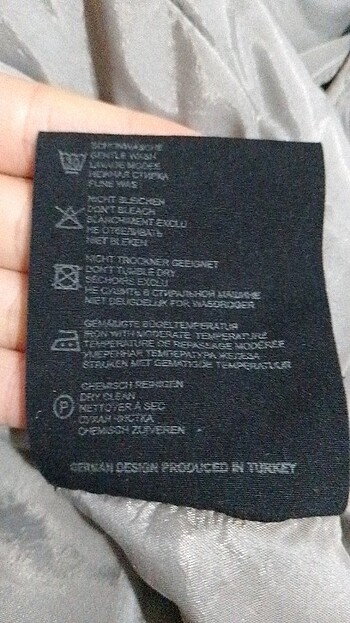 SCHONWÄSCHE
GENTLE WASH
LAVAGE MODÉRÉ
НЕЖНАЯ СТИРКА
FIJNE WAS
NICHT BLEICHEN
DON'T BLEACH
BLANCHIMENT EXCLU
НЕ ОТБЕЛИВАТЬ
NIET BLEKEN
NICHT TROCKNER GEEIGNET
DON'T TUMBLE DRY
SÉCHOIRS EXCLU
НЕ СУШИТЬ В СТИРАЛЬНОЙ МАШИНЕ
NIET DEUGDELIJK FOR WASDROGER
GEMÄßIGTE BÜGELTEMPERATUR
IRON WITH MODERATE TEMPERATURE
TEMPERATURE DE REPASSAGE MODÉRÉE
УМЕРЕННАЯ ТЕМПЕРАТУРА ЖЕЛЕЗА
STRIJKEN MET GEMATIGDE TEMPERATUUR
P
CHEMISCH REINIGEN
DRY CLEAN
NETTOYER À SEC
СУХАЯ ЧИСТКА
CHEMISCH ZUIVEREN
GERMAN DESIGN PRODUCED IN TURKEY